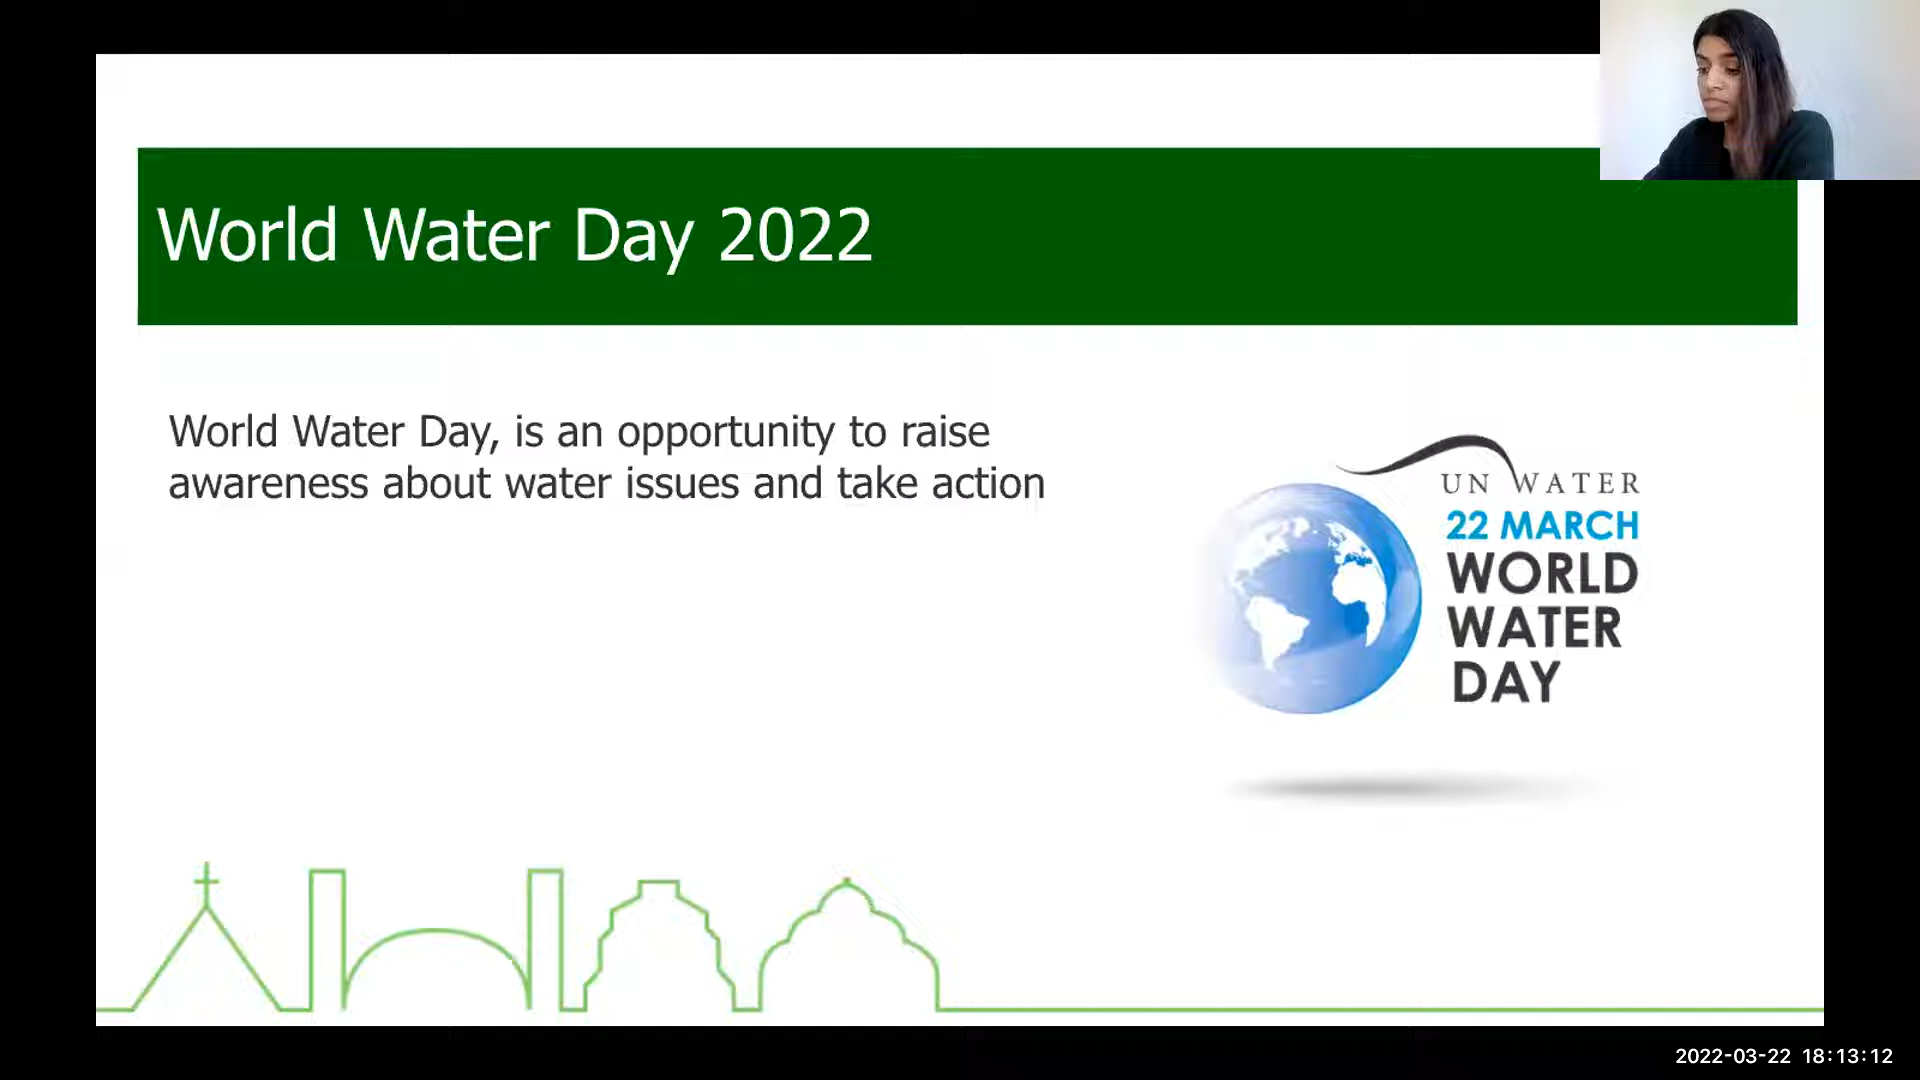 World Water Day 2022
World Water Day, is an opportunity to raise
awareness about water issues and take action
UN WATER
22 MARCH
WORLD
WATER
DAY
2022-03-22 18:13:12